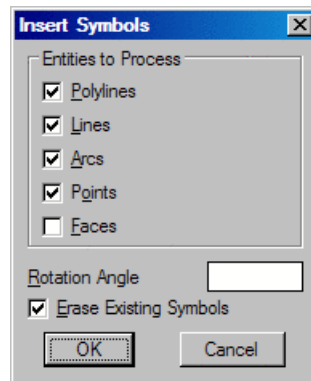 Insert Symbols
Entities to Process
Polylines
Lines
Arcs
Points
Faces
Rotation Angle
Erase Existing Symbols
OK Cancel